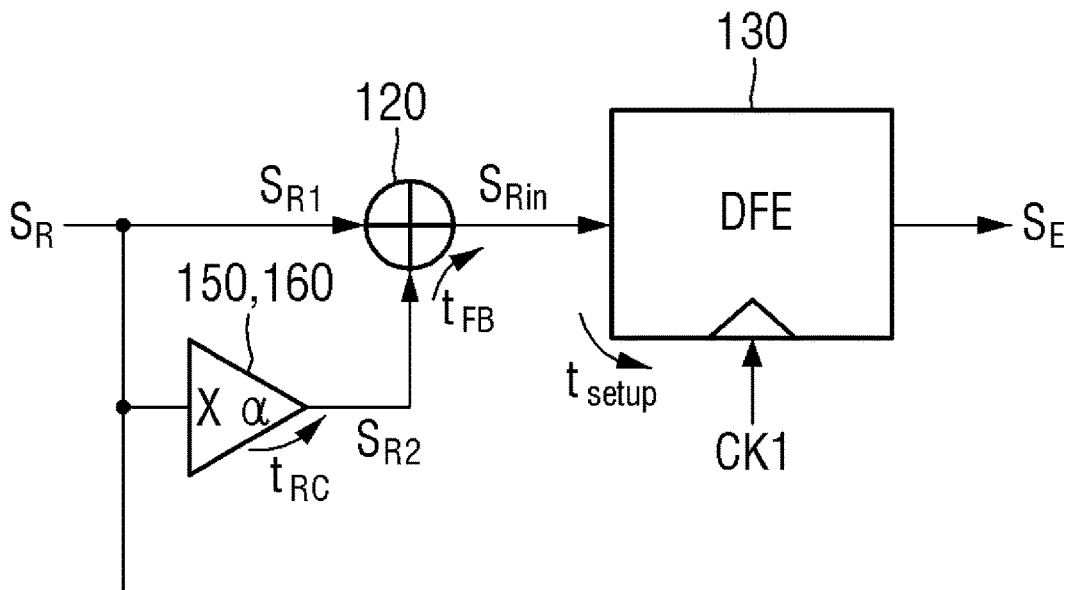 130
120
S_R1
S_Rin
S_R
DFE
S_E
150,160
t_FB
X α
t_setup
S_R2
t_RC
CK1